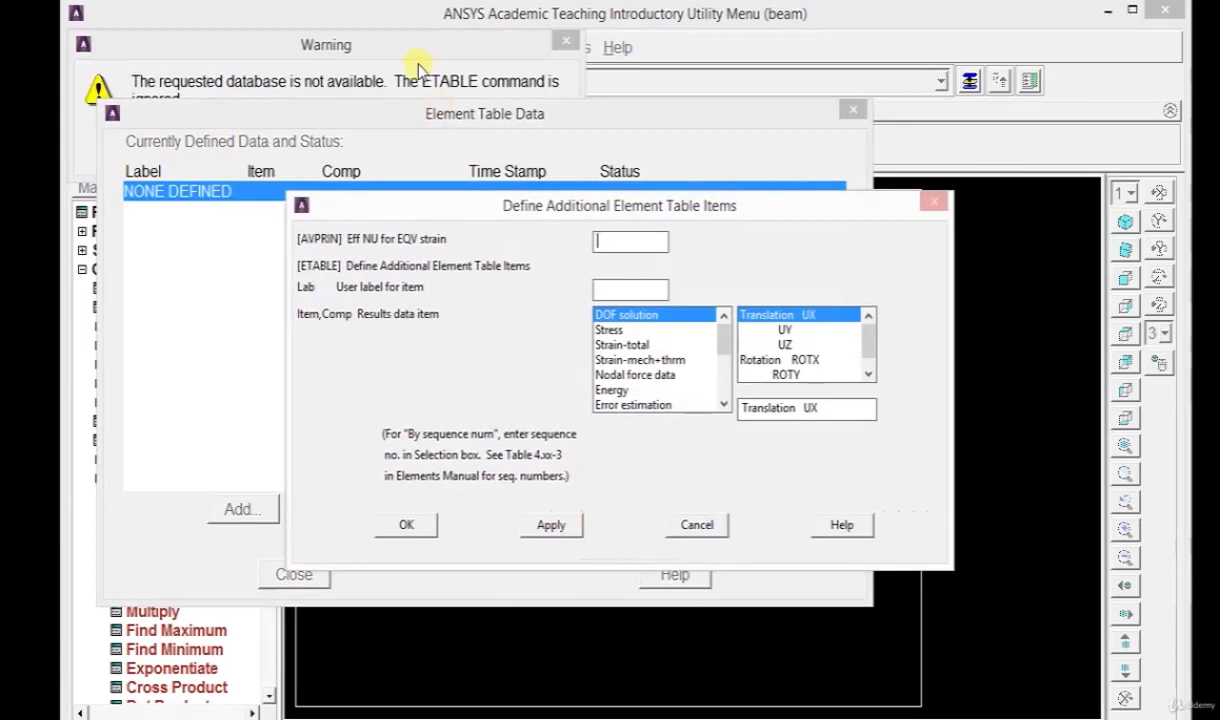 ANSYS Academic Teaching Introductory Utility Menu (beam)
Warning
Help
The requested database is not available. The ETABLE command is
ignored.
Element Table Data
Currently Defined Data and Status:
Label Item Comp Time Stamp Status
NONE DEFINED
Define Additional Element Table Items
[AVPRIN] Eff NU for EQV strain
[ETABLE] Define Additional Element Table Items
Lab User label for item
Item,Comp Results data item
DOF solution
Stress
Strain-total
Strain-mech+thrm
Nodal force data
Energy
Error estimation
Translation UX
UY
UZ
Rotation ROTX
ROTY
Translation UX
(For "By sequence num", enter sequence
no. in Selection box. See Table 4.xx-3
in Elements Manual for seq. numbers.)
Add...
OK Apply Cancel Help
Close Help
Multiply
Find Maximum
Find Minimum
Exponentiate
Cross Product
1
3
Udemy